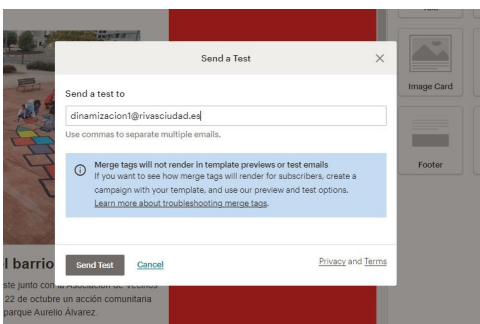 Send a Test
Send a test to
dinamizacion1@rivasciudad.es
Use commas to separate multiple emails.
Merge tags will not render in template previews or test emails
If you want to see how merge tags will render for subscribers, create a
campaign with your template, and use our preview and test options.
Learn more about troubleshooting merge tags.
Send Test Cancel
Privacy and Terms
Image Card
Footer
l barrio
ste junto con la Asociación de Vecinos
22 de octubre un acción comunitaria
parque Aurelio Álvarez.